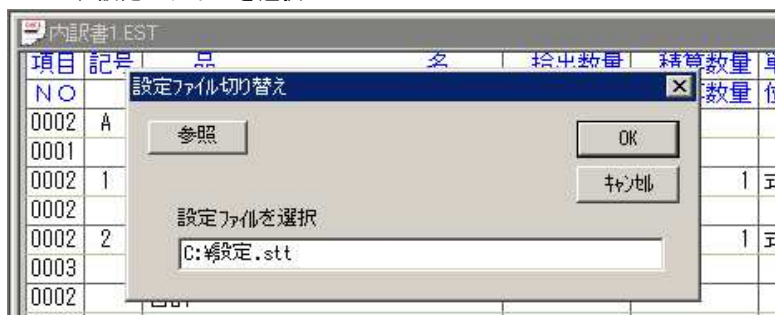 内訳書1.EST
項目 記号 品 名 拾出数量 積算数量
NO 数量
設定ファイル切り替え
0002 A
参照
OK
0001
0002 1
キャンセル
1 式
0002
設定ファイルを選択
0002 2
1 式
C:¥設定.stt
0003
0002